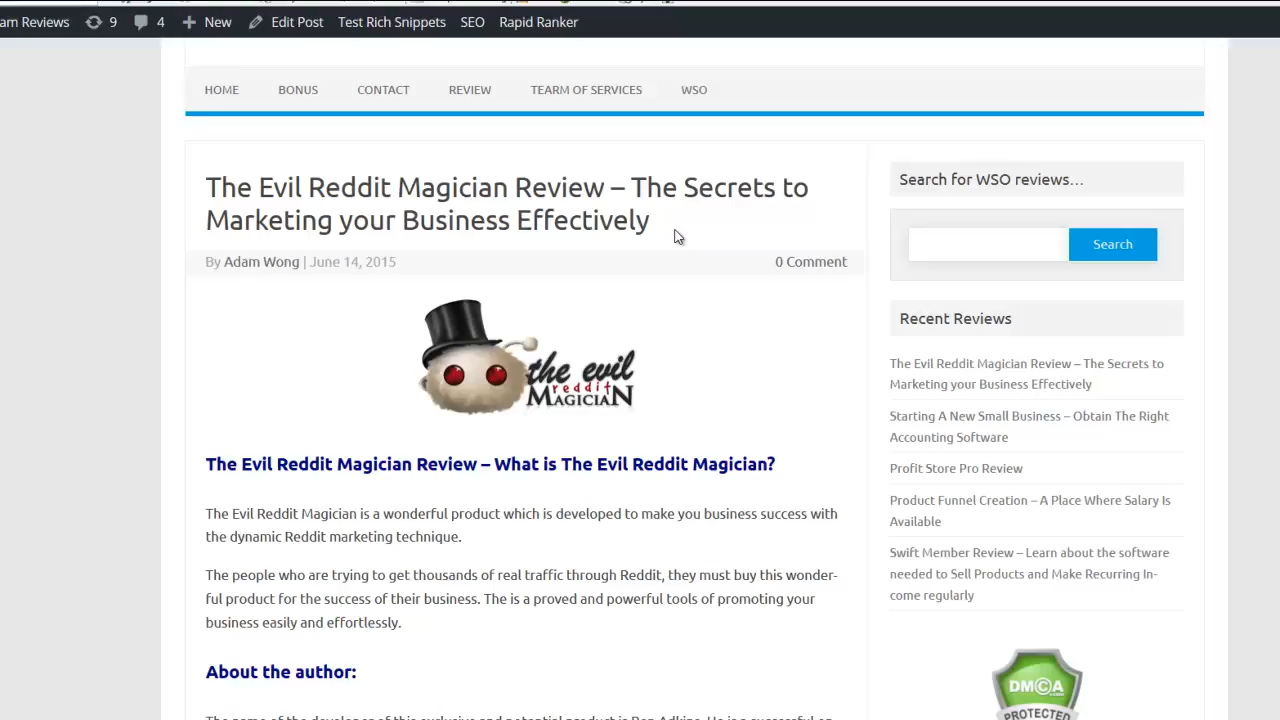 am Reviews 9 4 New Edit Post Test Rich Snippets SEO Rapid Ranker
HOME BONUS CONTACT REVIEW TEARM OF SERVICES WSO
The Evil Reddit Magician Review – The Secrets to
Marketing your Business Effectively
By Adam Wong | June 14, 2015 0 Comment
the evil
reddit
MAGICIAN
The Evil Reddit Magician Review – What is The Evil Reddit Magician?
The Evil Reddit Magician is a wonderful product which is developed to make you business success with
the dynamic Reddit marketing technique.
The people who are trying to get thousands of real traffic through Reddit, they must buy this wonder-
ful product for the success of their business. The is a proved and powerful tools of promoting your
business easily and effortlessly.
About the author:
Search for WSO reviews...
Search
Recent Reviews
The Evil Reddit Magician Review – The Secrets to
Marketing your Business Effectively
Starting A New Small Business – Obtain The Right
Accounting Software
Profit Store Pro Review
Product Funnel Creation – A Place Where Salary Is
Available
Swift Member Review – Learn about the software
needed to Sell Products and Make Recurring In-
come regularly
DMCA
PROTECTED